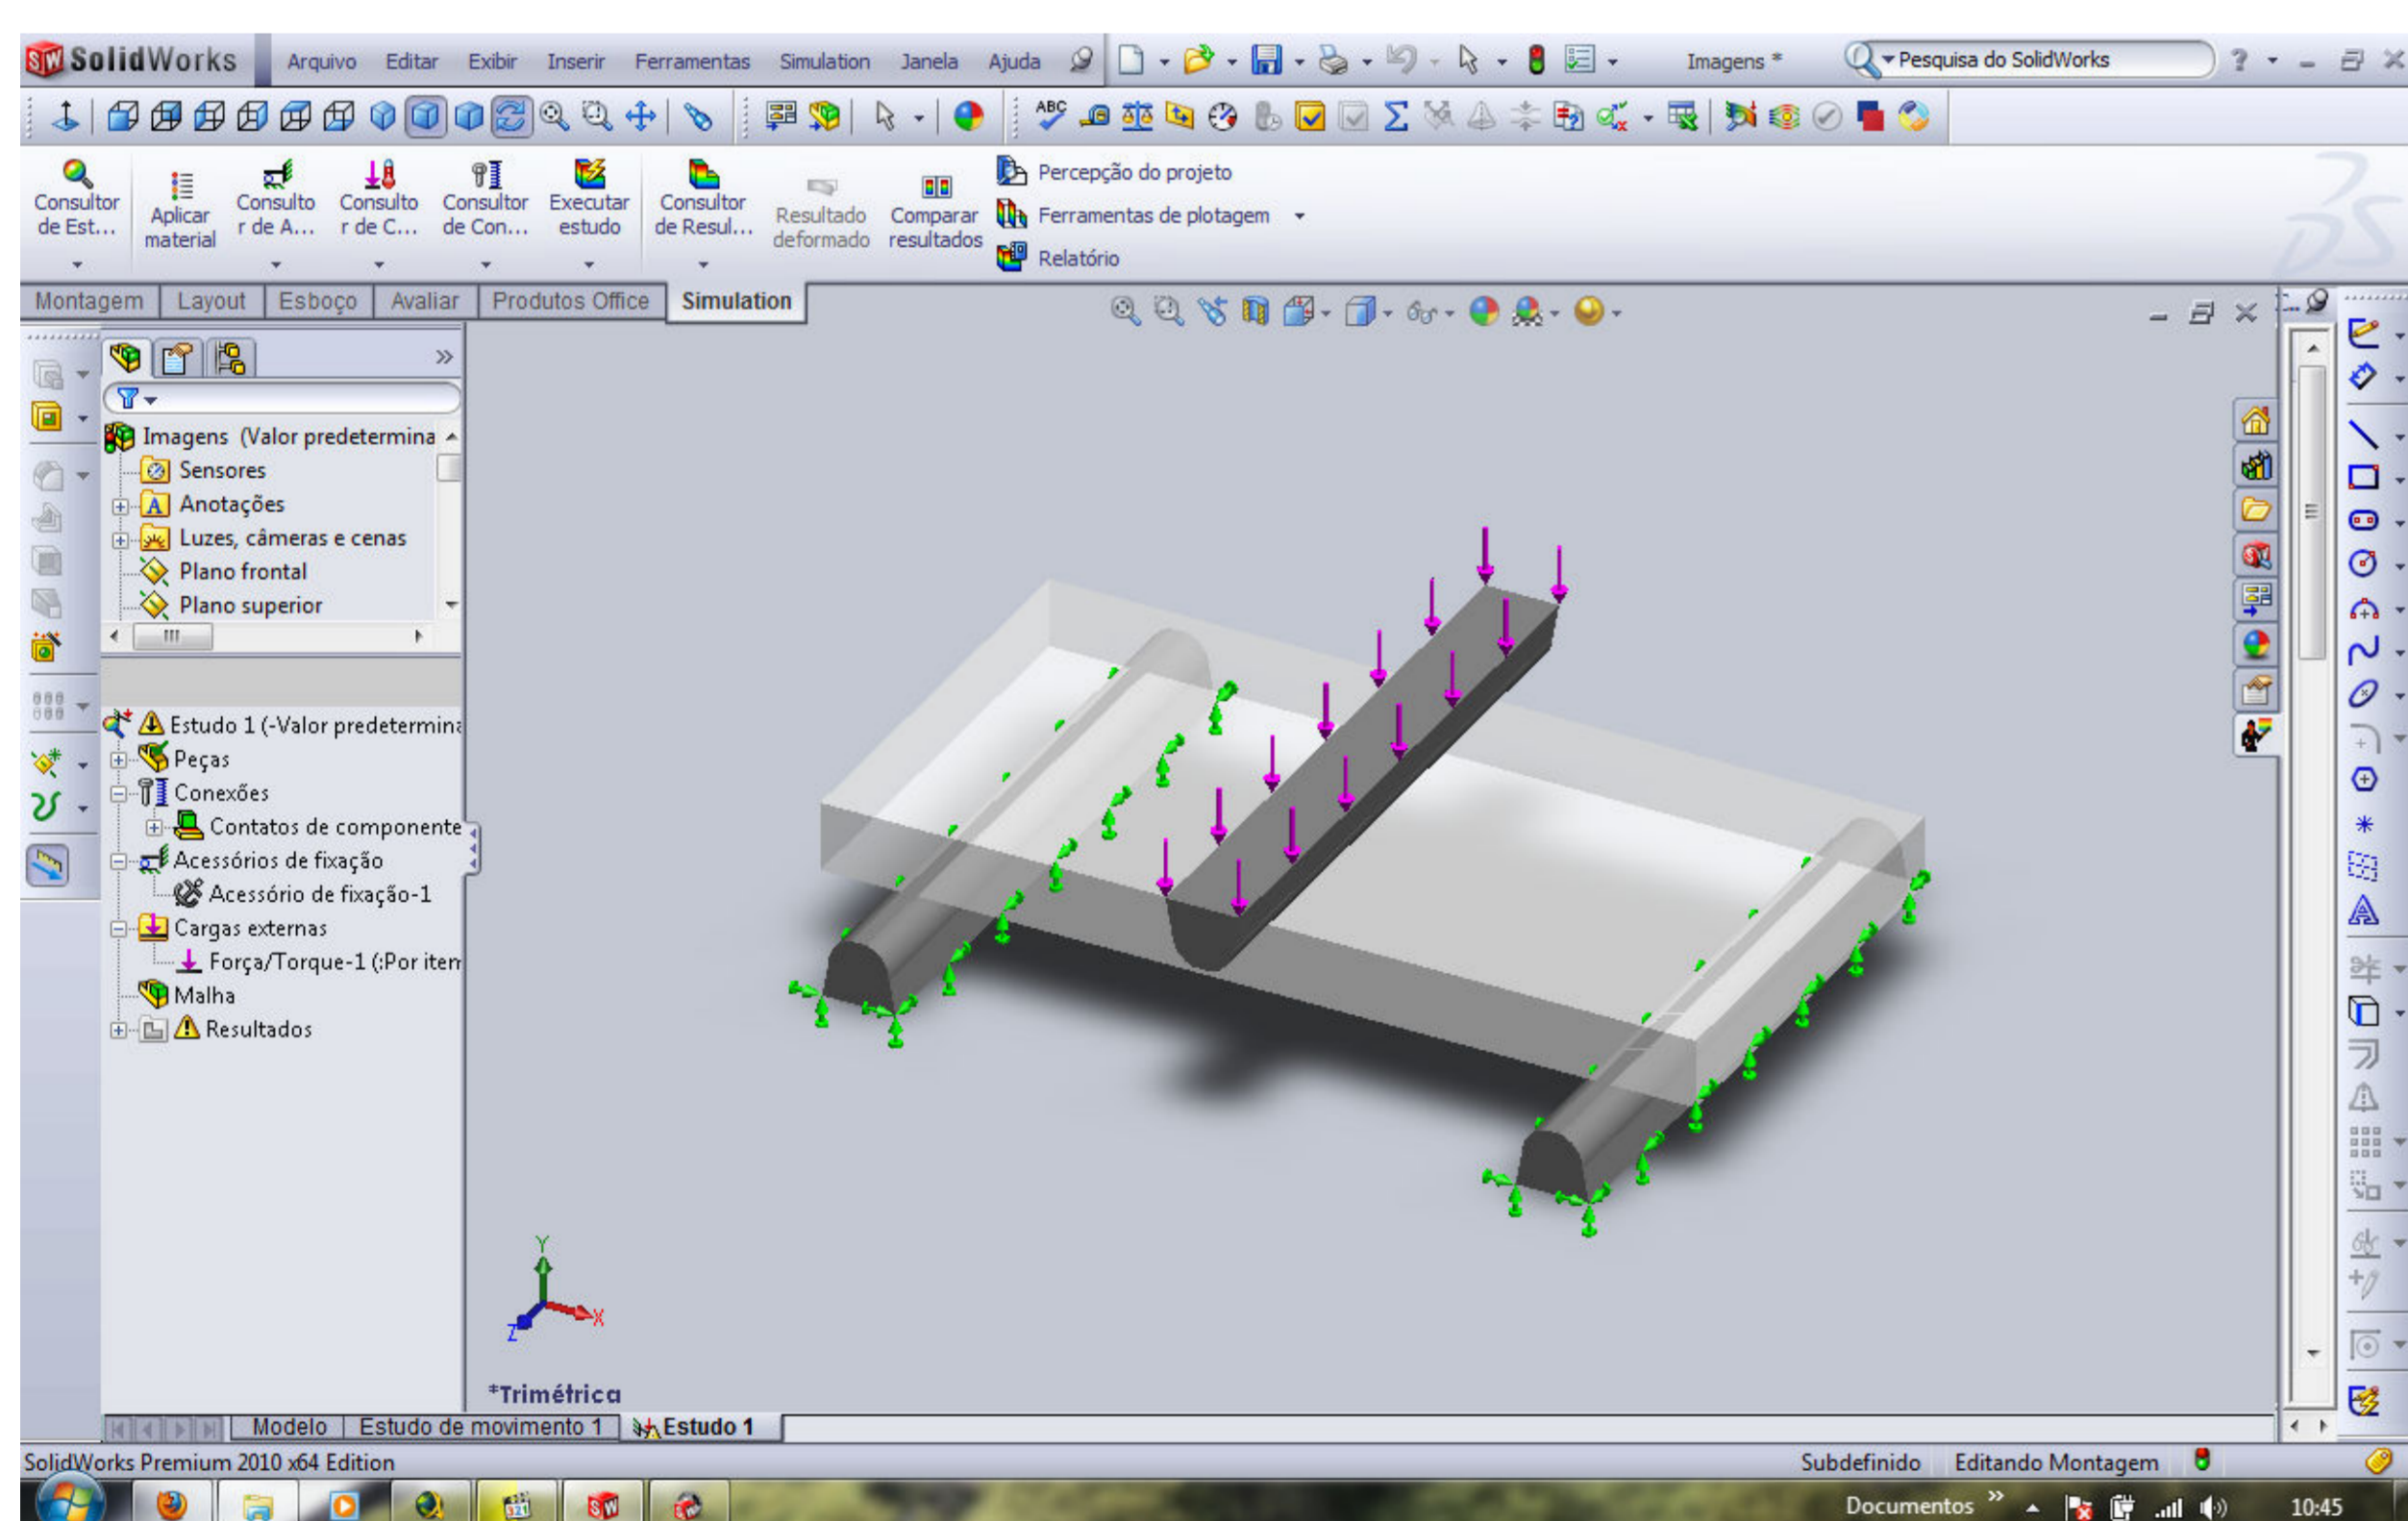 SolidWorks Arquivo Editar Exibir Inserir Ferramentas Simulation Janela Ajuda Imagens * Pesquisa do SolidWorks ?
ABC
Consultor de Est...
Aplicar material
Consulto r de A...
Consulto r de C...
Consultor de Con...
Executar estudo
Consultor de Resul...
Resultado deformado
Comparar resultados
Percepção do projeto
Ferramentas de plotagem
Relatório
Montagem Layout Esboço Avaliar Produtos Office Simulation
Imagens (Valor predetermina
Sensores
Anotações
Luzes, câmeras e cenas
Plano frontal
Plano superior
Estudo 1 (-Valor predetermina
Peças
Conexões
Contatos de componente
Acessórios de fixação
Acessório de fixação-1
Cargas externas
Força/Torque-1 (:Por item
Malha
Resultados
Y
X
Z
*Trimétrica
Modelo Estudo de movimento 1 Estudo 1
SolidWorks Premium 2010 x64 Edition Subdefinido Editando Montagem
Documentos » 10:45